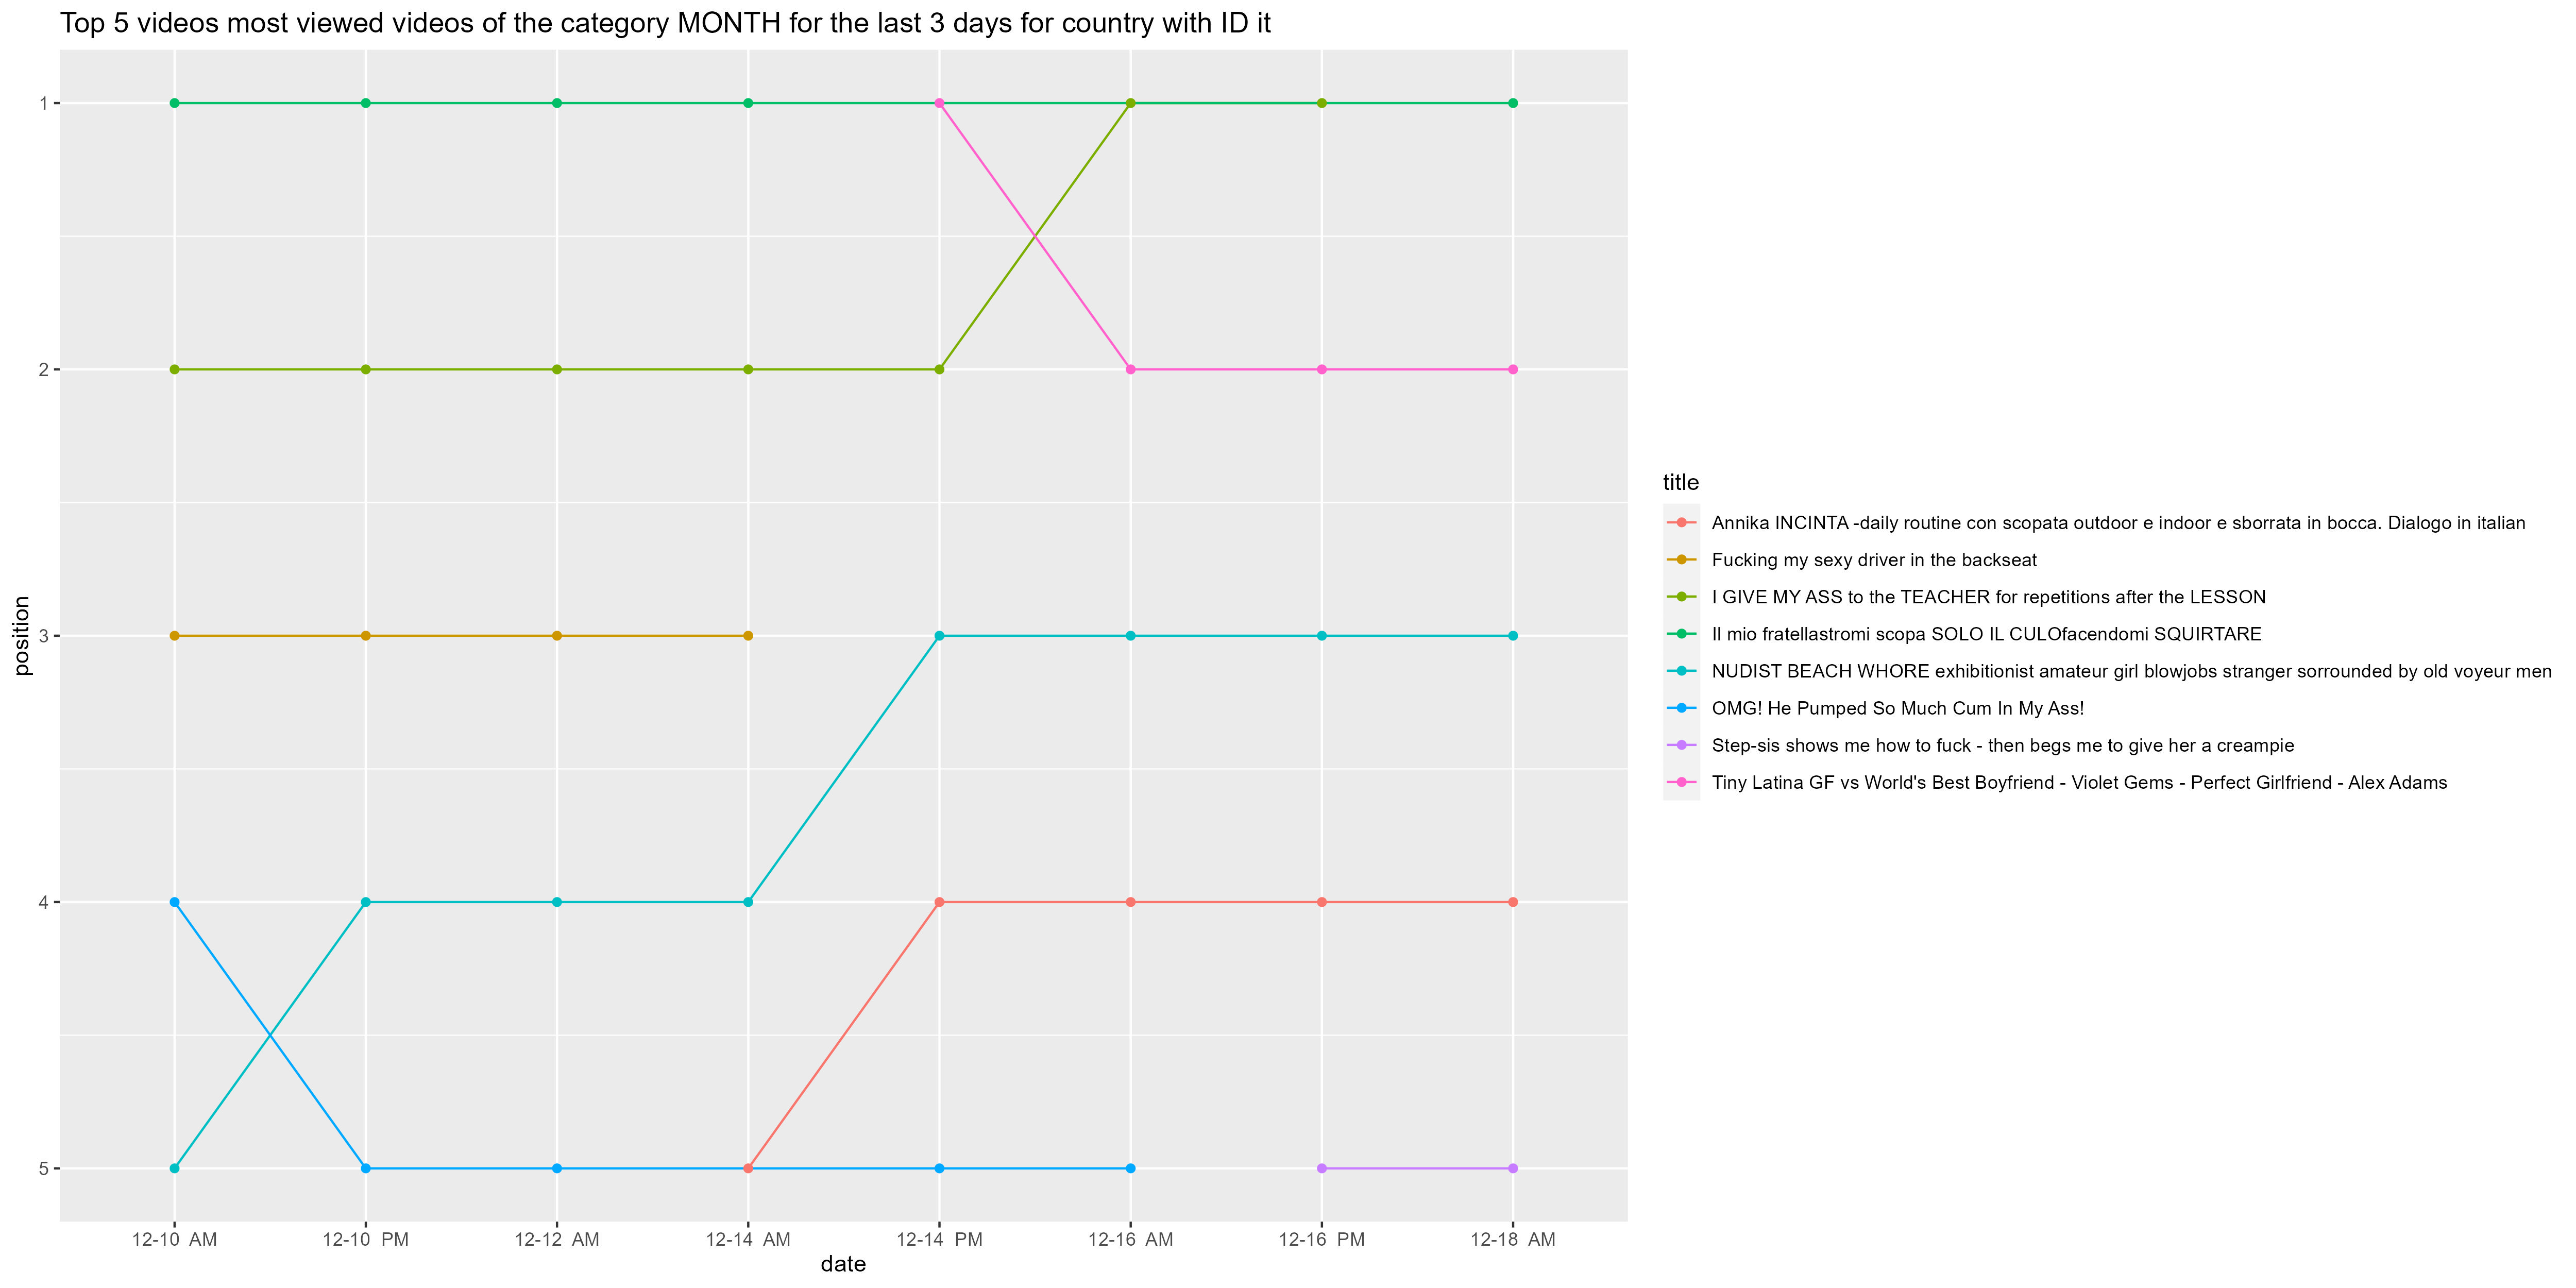 Top 5 videos most viewed videos of the category MONTH for the last 3 days for country with ID it
position
1
2
3
4
5
12-10 AM
12-10 PM
12-12 AM
12-14 AM
12-14 PM
12-16 AM
12-16 PM
12-18 AM
date
title
Annika INCINTA -daily routine con scopata outdoor e indoor e sborrata in bocca. Dialogo in italian
Fucking my sexy driver in the backseat
I GIVE MY ASS to the TEACHER for repetitions after the LESSON
Il mio fratellastromi scopa SOLO IL CULOfacendomi SQUIRTARE
NUDIST BEACH WHORE exhibitionist amateur girl blowjobs stranger sorrounded by old voyeur men
OMG! He Pumped So Much Cum In My Ass!
Step-sis shows me how to fuck - then begs me to give her a creampie
Tiny Latina GF vs World's Best Boyfriend - Violet Gems - Perfect Girlfriend - Alex Adams